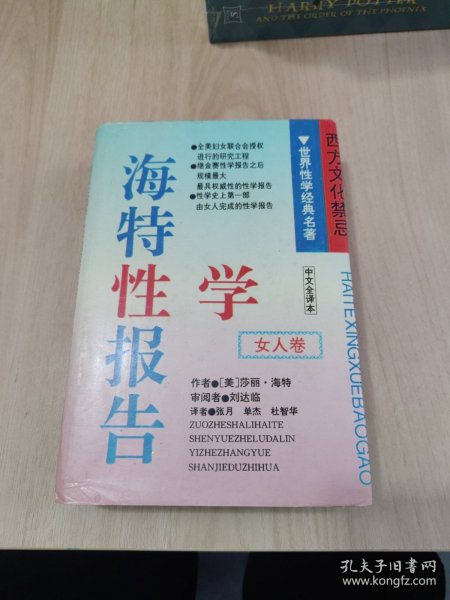 HARRY POTTER
AND THE ORDER OF THE PHOENIX
西方文化禁忌
▼世界性学经典名著
●全美妇女联合会授权
进行的研究工程
●继金赛性学报告之后
规模最大
最具权威性的性学报告
●性学史上第一部
由女人完成的性学报告
海特性学报告
中文全译本
女人卷
HAITEXINGXUEBAOGAO
作者●[美]莎丽·海特
审阅者●刘达临
译者●张月 单杰 杜智华
ZUOZHESHALIHAITE
SHENYUEZHELUDALIN
YIZHEZHANGYUE
SHANJIEDUZHIHUA
孔夫子旧书网
www.kongfz.com